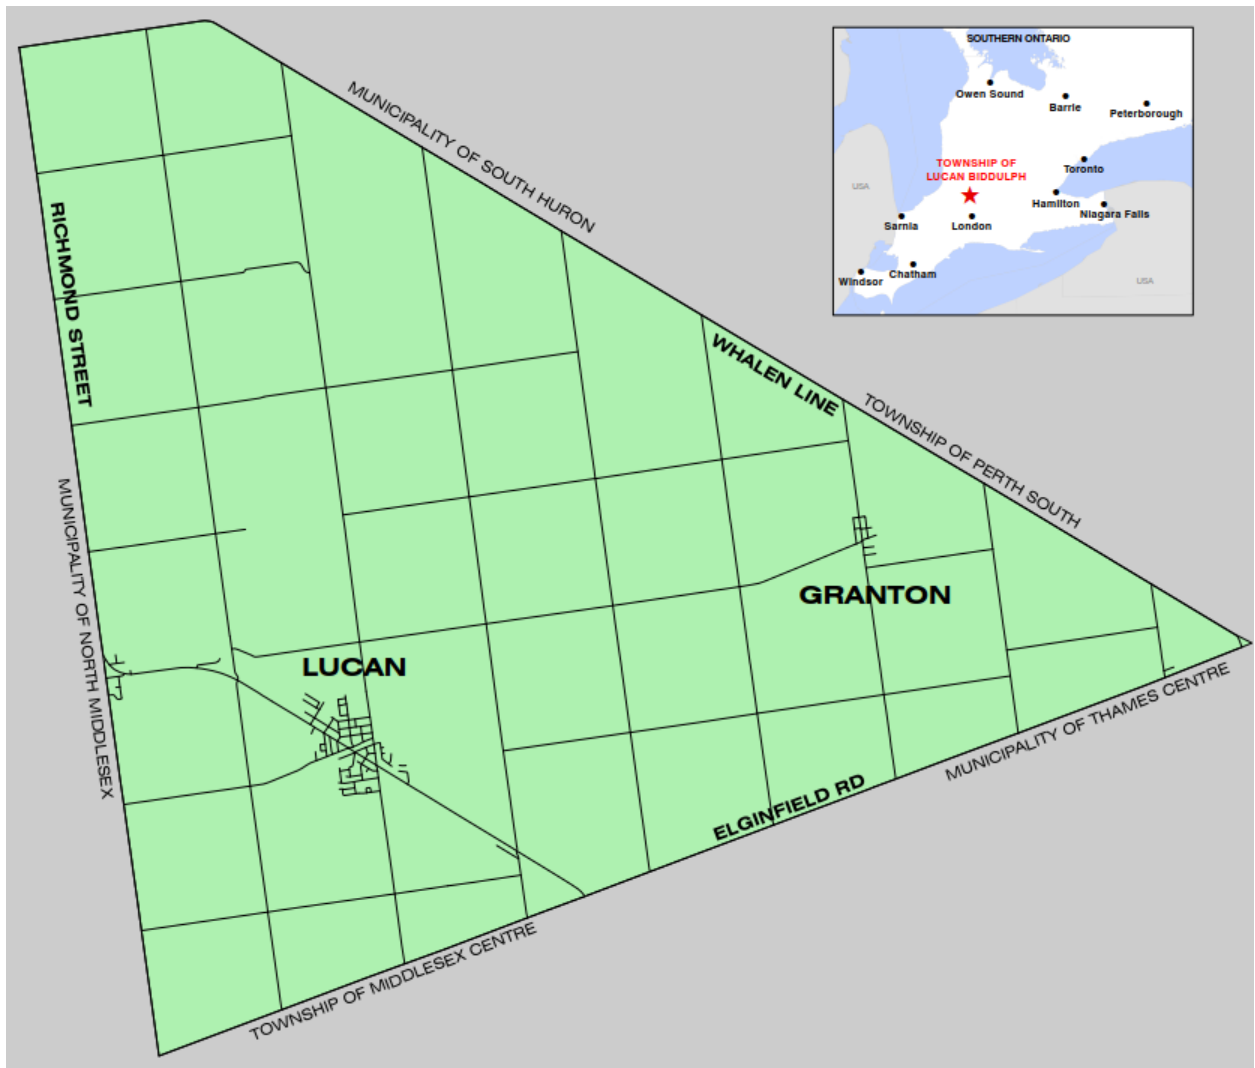 SOUTHERN ONTARIO
Owen Sound
Barrie
Peterborough
TOWNSHIP OF
LUCAN BIDDULPH
Toronto
USA
Hamilton
Niagara Falls
Sarnia
London
Windsor
Chatham
USA
MUNICIPALITY OF SOUTH HURON
RICHMOND STREET
WHALEN LINE
TOWNSHIP OF PERTH SOUTH
MUNICIPALITY OF NORTH MIDDLESEX
GRANTON
LUCAN
MUNICIPALITY OF THAMES CENTRE
ELGINFIELD RD
TOWNSHIP OF MIDDLESEX CENTRE